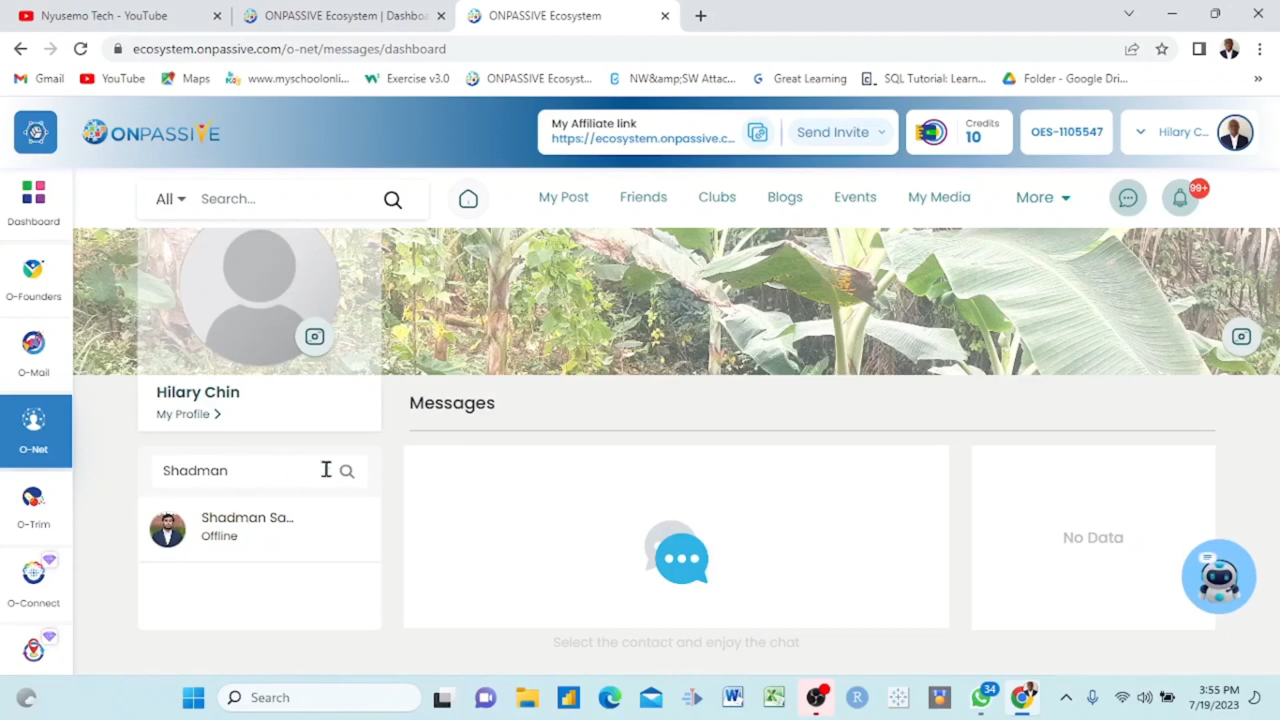 Nyusemo Tech - YouTube
ONPASSIVE Ecosystem | Dashbo
ONPASSIVE Ecosystem
ecosystem.onpassive.com/o-net/messages/dashboard
Gmail
YouTube
Maps
www.myschoolonli...
Exercise v3.0
ONPASSIVE Ecosyst...
NW&amp;SW Attac...
Great Learning
SQL Tutorial: Learn...
Folder - Google Dri...
»
ONPASSIVE
My Affiliate link
https://ecosystem.onpassive.c...
Send Invite
Credits
10
OES-1105547
Hilary C...
Dashboard
O-Founders
O-Mail
O-Net
O-Trim
O-Connect
All
Search...
My Post
Friends
Clubs
Blogs
Events
My Media
More
99+
Hilary Chin
My Profile
Messages
Shadman
Shadman Sa...
Offline
No Data
Select the contact and enjoy the chat
Search
34
3:55 PM
7/19/2023